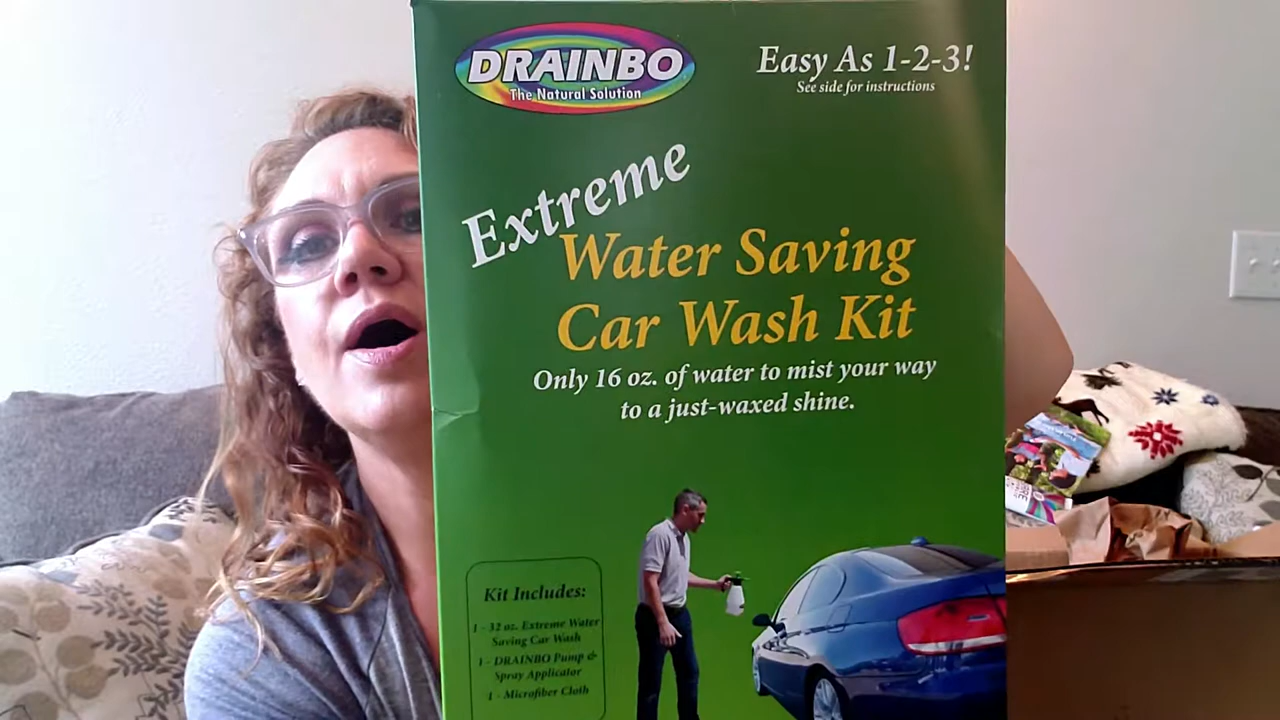 DRAINBO
The Natural Solution
Easy As 1-2-3!
See side for instructions
Extreme
Water Saving
Car Wash Kit
Only 16 oz. of water to mist your way
to a just-waxed shine.
Kit Includes:
1 - 32 oz. Extreme Water
Saving Car Wash
1 - DRAINBO Pump &
Spray Applicator
1 - Microfiber Cloth